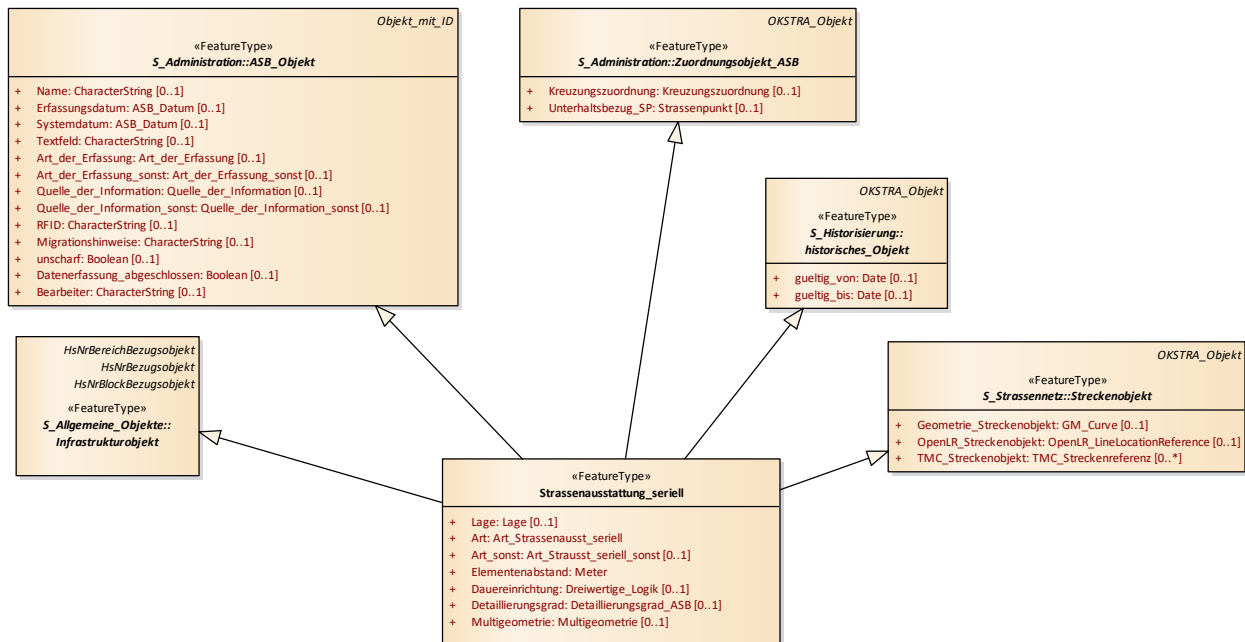 Objekt_mit_ID
«FeatureType»
S_Administration::ASB_Objekt
+ Name: CharacterString [0..1]
+ Erfassungsdatum: ASB_Datum [0..1]
+ Systemdatum: ASB_Datum [0..1]
+ Textfeld: CharacterString [0..1]
+ Art_der_Erfassung: Art_der_Erfassung [0..1]
+ Art_der_Erfassung_sonst: Art_der_Erfassung_sonst [0..1]
+ Quelle_der_Information: Quelle_der_Information [0..1]
+ Quelle_der_Information_sonst: Quelle_der_Information_sonst [0..1]
+ RFID: CharacterString [0..1]
+ Migrationshinweise: CharacterString [0..1]
+ unscharf: Boolean [0..1]
+ Datenerfassung_abgeschlossen: Boolean [0..1]
+ Bearbeiter: CharacterString [0..1]
OKSTRA_Objekt
«FeatureType»
S_Administration::Zuordnungsobjekt_ASB
+ Kreuzungszuordnung: Kreuzungszuordnung [0..1]
+ Unterhaltsbezug_SP: Strassenpunkt [0..1]
OKSTRA_Objekt
«FeatureType»
S_Historisierung::
historisches_Objekt
+ gueltig_von: Date [0..1]
+ gueltig_bis: Date [0..1]
HsNrBereichBezugsobjekt
HsNrBezugsobjekt
HsNrBlockBezugsobjekt
«FeatureType»
S_Allgemeine_Objekte::
Infrastrukturobjekt
OKSTRA_Objekt
«FeatureType»
S_Strassennetz::Streckenobjekt
+ Geometrie_Streckenobjekt: GM_Curve [0..1]
+ OpenLR_Streckenobjekt: OpenLR_LineLocationReference [0..1]
+ TMC_Streckenobjekt: TMC_Streckenreferenz [0..*]
«FeatureType»
Strassenausstattung_seriell
+ Lage: Lage [0..1]
+ Art: Art_Strassenausst_seriell
+ Art_sonst: Art_Strausst_seriell_sonst [0..1]
+ Elementenabstand: Meter
+ Dauereinrichtung: Dreiwertige_Logik [0..1]
+ Detaillierungsgrad: Detaillierungsgrad_ASB [0..1]
+ Multigeometrie: Multigeometrie [0..1]